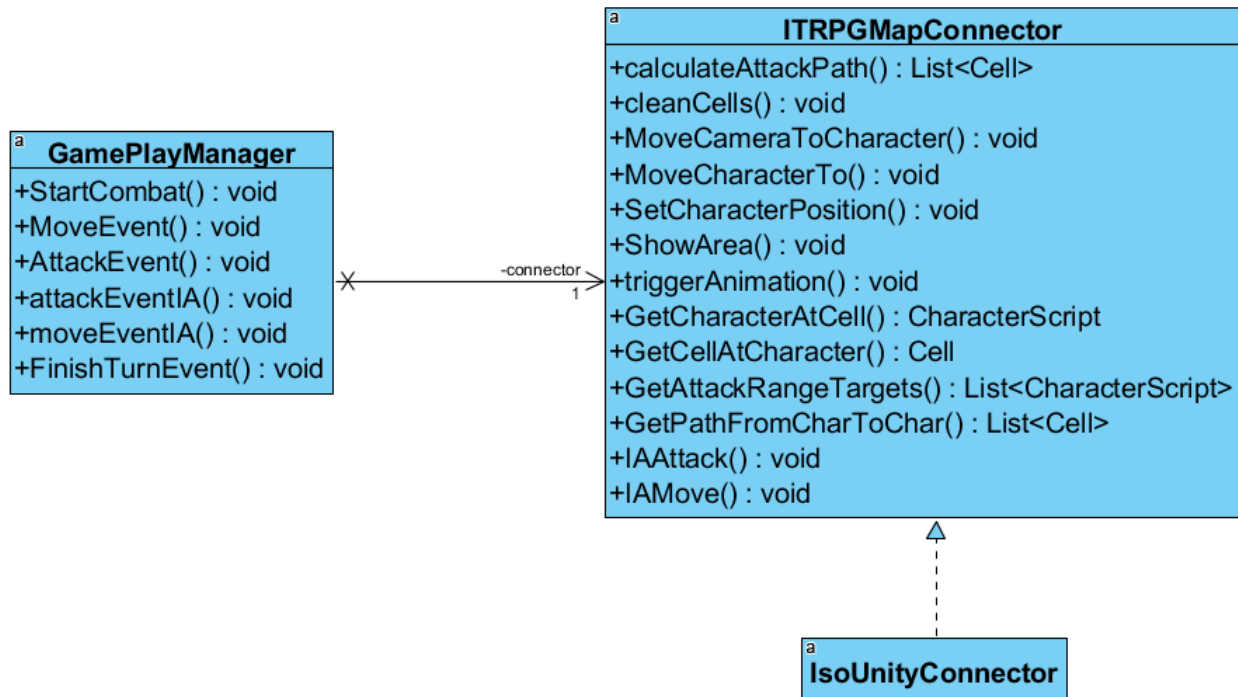 a
GamePlayManager
+StartCombat() : void
+MoveEvent() : void
+AttackEvent() : void
+attackEventIA() : void
+moveEventIA() : void
+FinishTurnEvent() : void
-connector
1
a
ITRPGMapConnector
+calculateAttackPath() : List<Cell>
+cleanCells() : void
+MoveCameraToCharacter() : void
+MoveCharacterTo() : void
+SetCharacterPosition() : void
+ShowArea() : void
+triggerAnimation() : void
+GetCharacterAtCell() : CharacterScript
+GetCellAtCharacter() : Cell
+GetAttackRangeTargets() : List<CharacterScript>
+GetPathFromCharToChar() : List<Cell>
+IAAttack() : void
+IAMove() : void
a
IsoUnityConnector